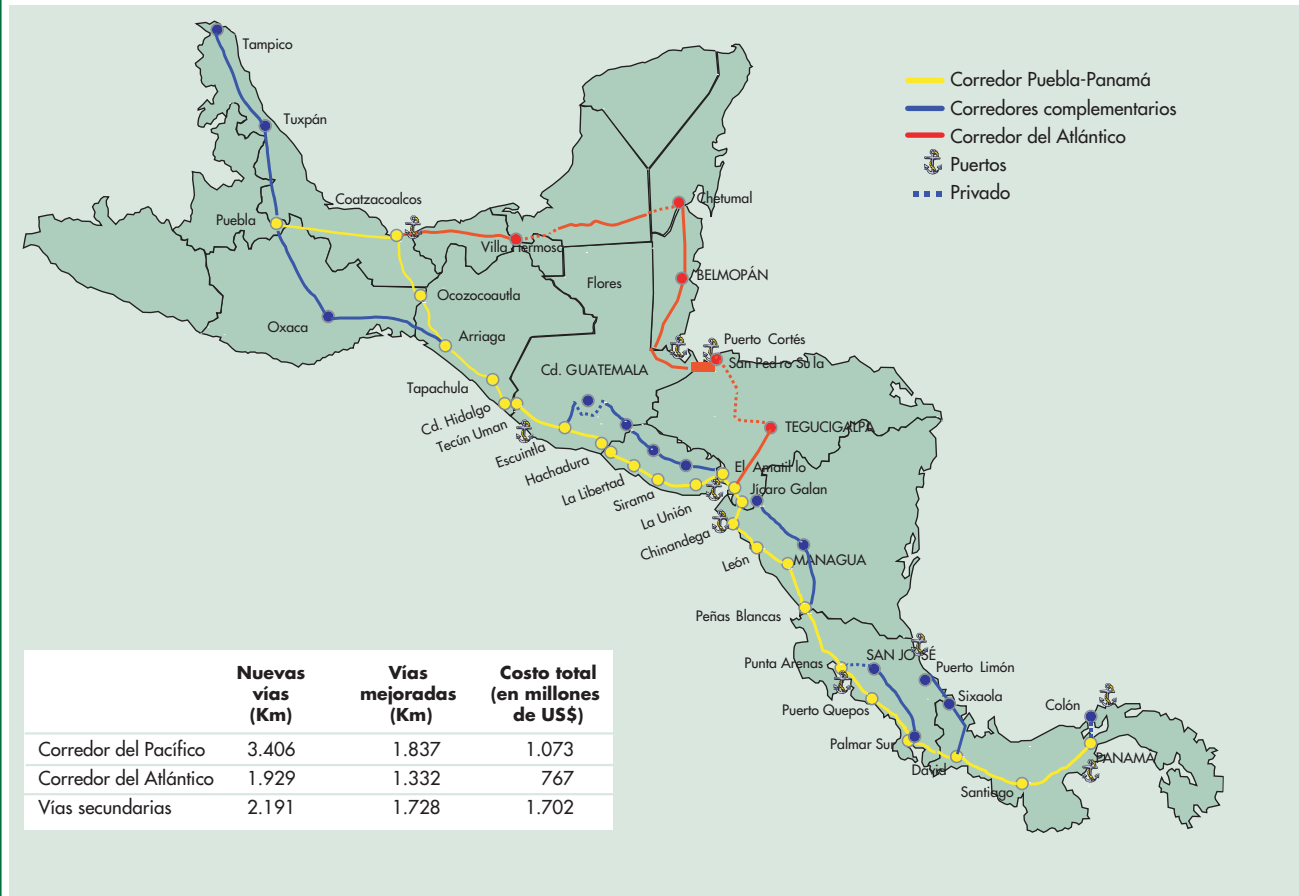 Tampico
Corredor Puebla-Panamá
Corredores complementarios
Tuxpán
Corredor del Atlántico
Puertos
Privado
Coatzacoalcos
Chetumal
Puebla
Villa Hermosa
BELMOPÁN
Flores
Ocozocoautla
Oxaca
Arriaga
Puerto Cortés
San Pedro Sula
Cd. GUATEMALA
Tapachula
Cd. Hidalgo
Tecún Uman
TEGUCIGALPA
Escuintla
Hachadura
El Amatillo
La Libertad
Jícaro Galan
Sirama
La Unión
Chinandega
León
MANAGUA
Peñas Blancas
Punta Arenas
SAN JOSÉ
Puerto Limón
Sixaola
Puerto Quepos
Colón
Palmar Sur
David
PANAMA
Santiago
Nuevas vías (Km)
Vías mejoradas (Km)
Costo total (en millones de US$)
Corredor del Pacífico 3.406 1.837 1.073
Corredor del Atlántico 1.929 1.332 767
Vías secundarias 2.191 1.728 1.702